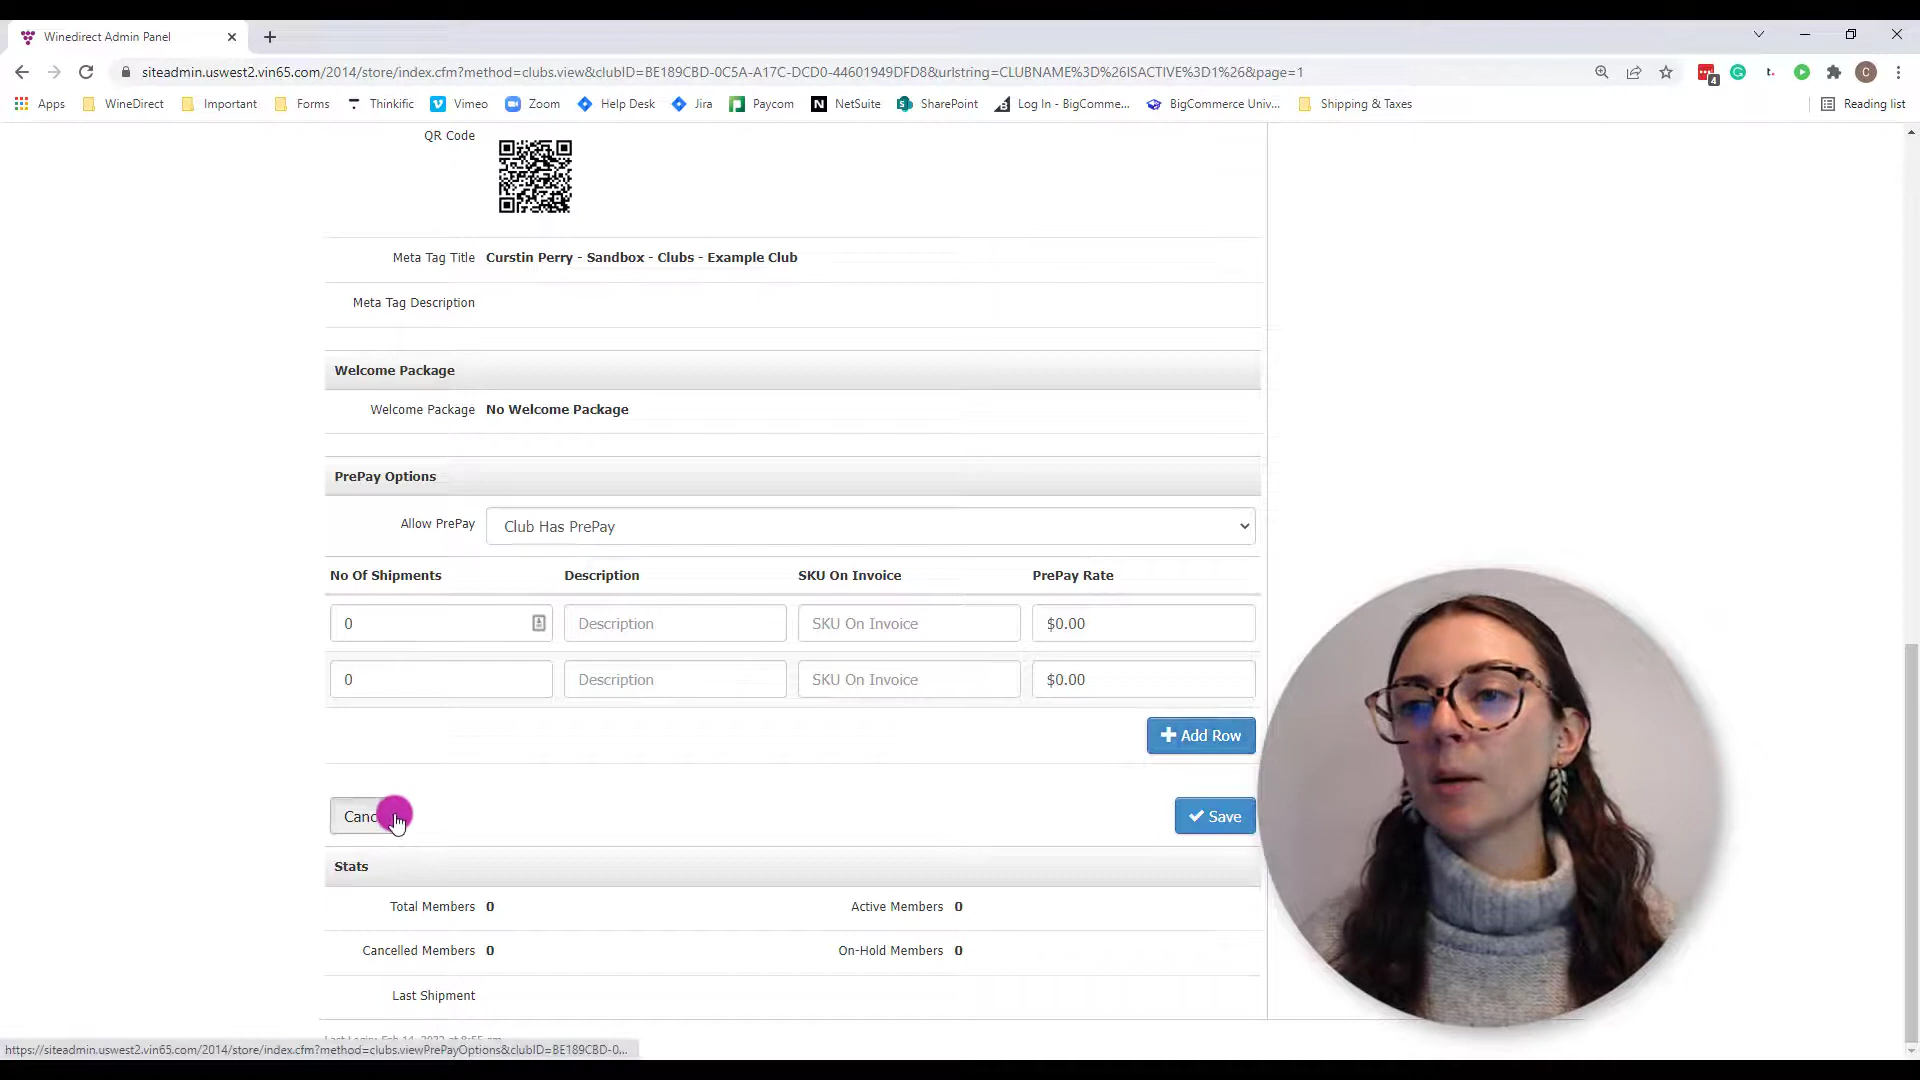 Winedirect Admin Panel
siteadmin.uswest2.vin65.com/2014/store/index.cfm?method=clubs.view&clubID=BE189CBD-0C5A-A17C-DCD0-44601949DFD8&urlstring=CLUBNAME%3D%26ISACTIVE%3D1%26&page=1
4
C
Apps WineDirect Important Forms Thinkific Vimeo Zoom Help Desk Jira Paycom NetSuite SharePoint Log In - BigComme... BigCommerce Univ... Shipping & Taxes Reading list
QR Code
Meta Tag Title Curstin Perry - Sandbox - Clubs - Example Club
Meta Tag Description
Welcome Package
Welcome Package No Welcome Package
PrePay Options
Allow PrePay Club Has PrePay
No Of Shipments Description SKU On Invoice PrePay Rate
0 Description SKU On Invoice $0.00
0 Description SKU On Invoice $0.00
Add Row
Save
Stats
Total Members 0 Active Members 0
Cancelled Members 0 On-Hold Members 0
Last Shipment
https://siteadmin.uswest2.vin65.com/2014/store/index.cfm?method=clubs.viewPrePayOptions&clubID=BE189CBD-0...